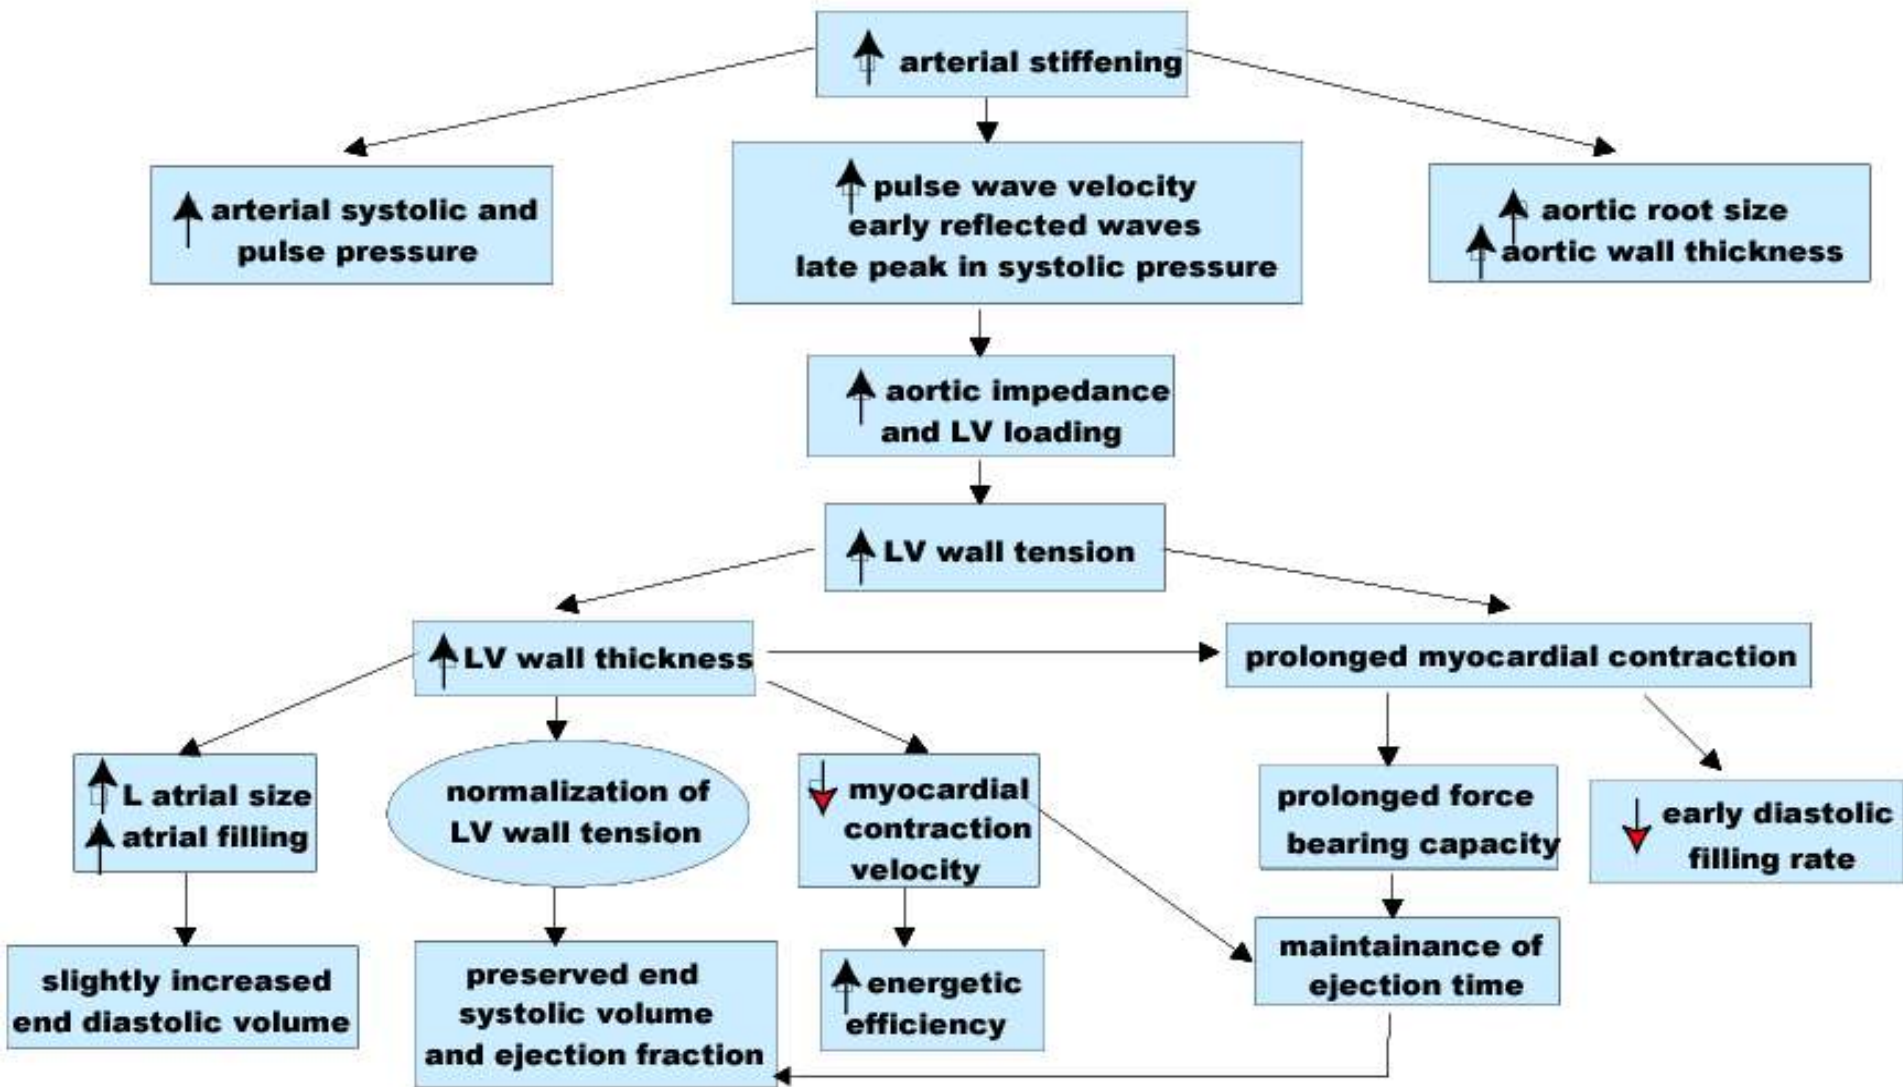 arterial stiffening
arterial systolic and
pulse pressure
pulse wave velocity
early reflected waves
late peak in systolic pressure
aortic root size
aortic wall thickness
aortic impedance
and LV loading
LV wall tension
LV wall thickness
prolonged myocardial contraction
L atrial size
atrial filling
normalization of
LV wall tension
myocardial
contraction
velocity
prolonged force
bearing capacity
early diastolic
filling rate
slightly increased
end diastolic volume
preserved end
systolic volume
and ejection fraction
energetic
efficiency
maintainance of
ejection time